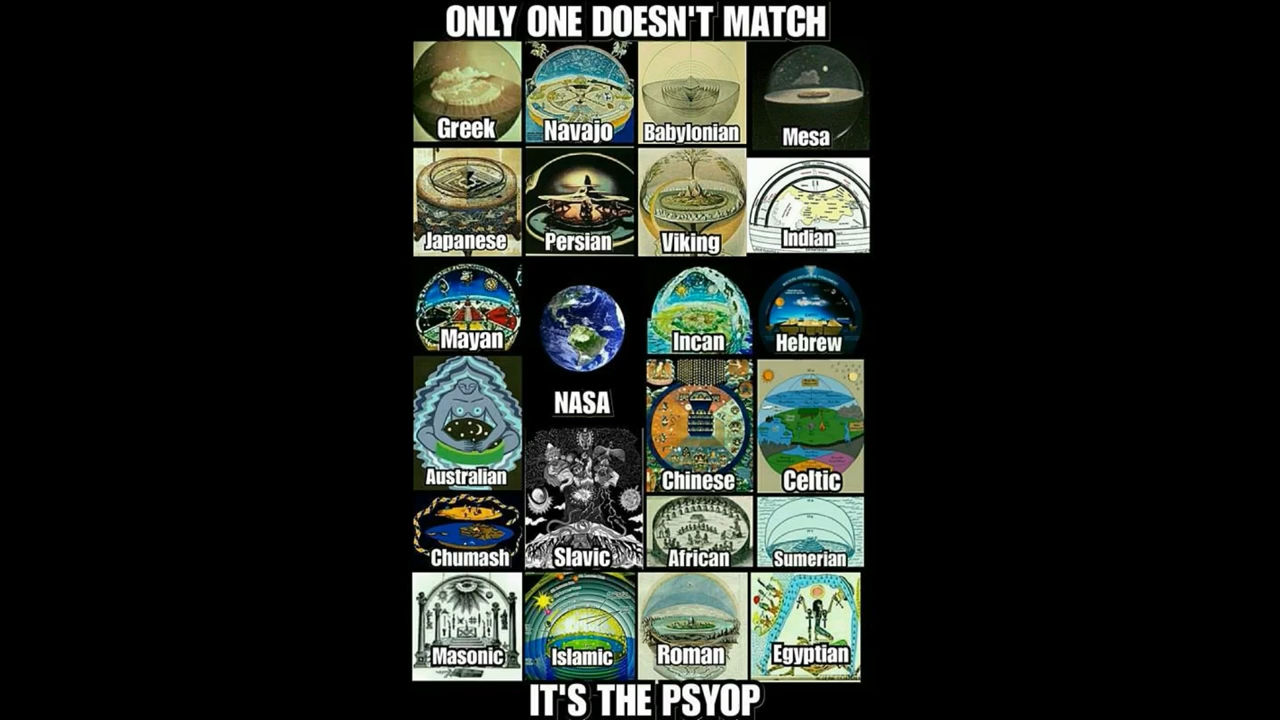 ONLY ONE DOESN'T MATCH
Greek
Navajo
Babylonian
Mesa
Japanese
Persian
Viking
Indian
Mayan
NASA
Incan
Hebrew
Australian
Slavic
Chinese
Celtic
Chumash
African
Sumerian
Masonic
Islamic
Roman
Egyptian
IT'S THE PSYOP